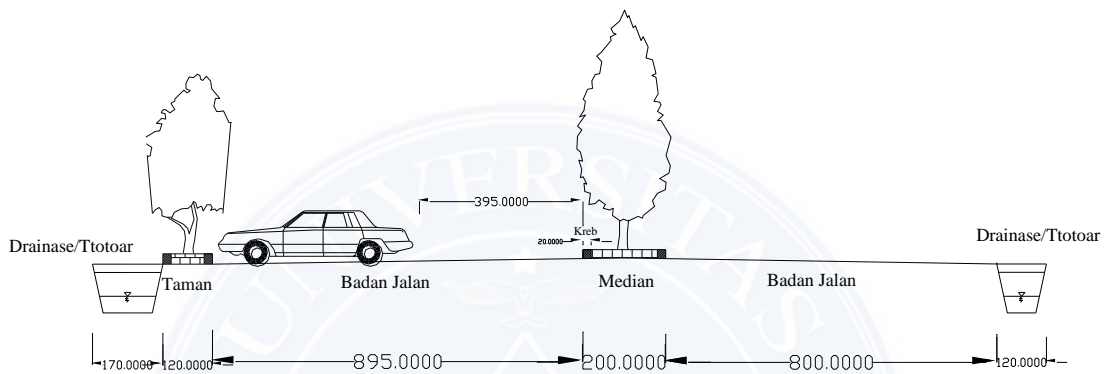 UNIVERSITAS
395.0000
Kreb
20.0000
Drainase/Ttotoar
Drainase/Ttotoar
Taman
Badan Jalan
Median
Badan Jalan
170.0000
120.0000
895.0000
200.0000
800.0000
120.0000